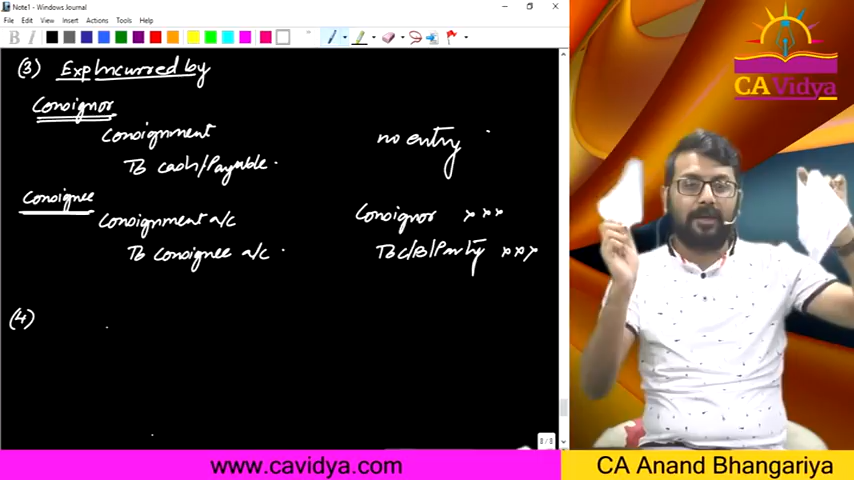 Note1 - Windows Journal
File Edit View Insert Actions Tools Help
B I
(3) Exp Incurred by
Consignor
Consignment
To cash/Payable.
no entry
Consignee
Consignment a/c
To consignee a/c.
Consignor xxx
To C/B/Party xxx
(4)
8 / 8
CA Vidya
www.cavidya.com
CA Anand Bhangariya